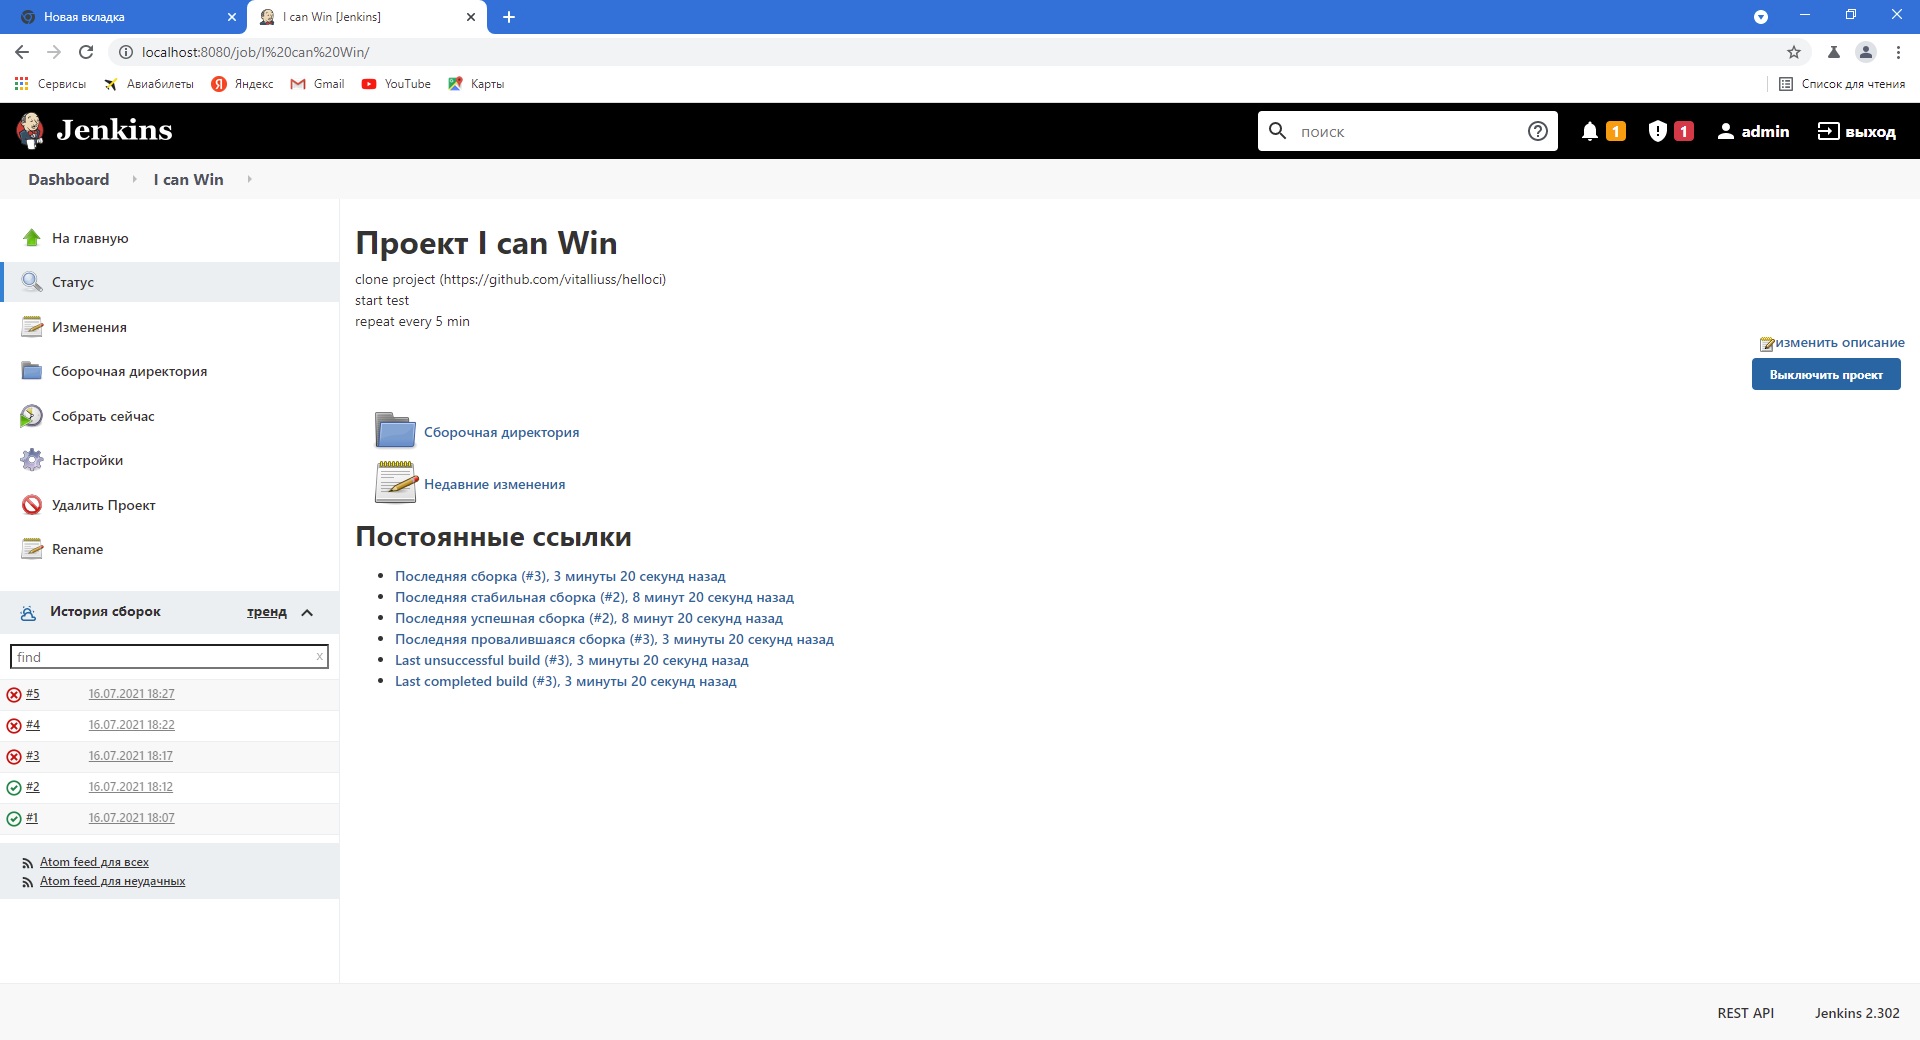 Новая вкладка
I can Win [Jenkins]
localhost:8080/job/I%20can%20Win/
Сервисы Авиабилеты Яндекс Gmail YouTube Карты Список для чтения
Jenkins поиск 1 1 admin выход
Dashboard I can Win
На главную
Статус
Изменения
Сборочная директория
Собрать сейчас
Настройки
Удалить Проект
Rename
История сборок тренд
find x
#5 16.07.2021 18:27
#4 16.07.2021 18:22
#3 16.07.2021 18:17
#2 16.07.2021 18:12
#1 16.07.2021 18:07
Atom feed для всех
Atom feed для неудачных
Проект I can Win
clone project (https://github.com/vitalliuss/helloci)
start test
repeat every 5 min
изменить описание
Выключить проект
Сборочная директория
Недавние изменения
Постоянные ссылки
Последняя сборка (#3), 3 минуты 20 секунд назад
Последняя стабильная сборка (#2), 8 минут 20 секунд назад
Последняя успешная сборка (#2), 8 минут 20 секунд назад
Последняя провалившаяся сборка (#3), 3 минуты 20 секунд назад
Last unsuccessful build (#3), 3 минуты 20 секунд назад
Last completed build (#3), 3 минуты 20 секунд назад
REST API Jenkins 2.302